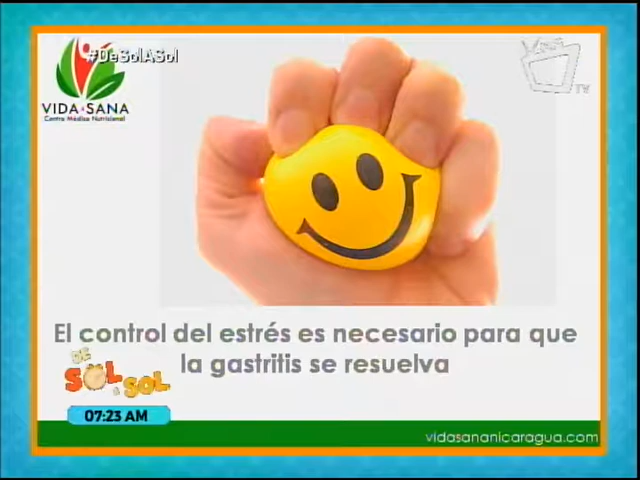 #DeSolASol
VIDA SANA
Centro Médico Nutricional
TV
El control del estrés es necesario para que
la gastritis se resuelva
DE
SOL
a SOL
07:23 AM
vidasananicaragua.com